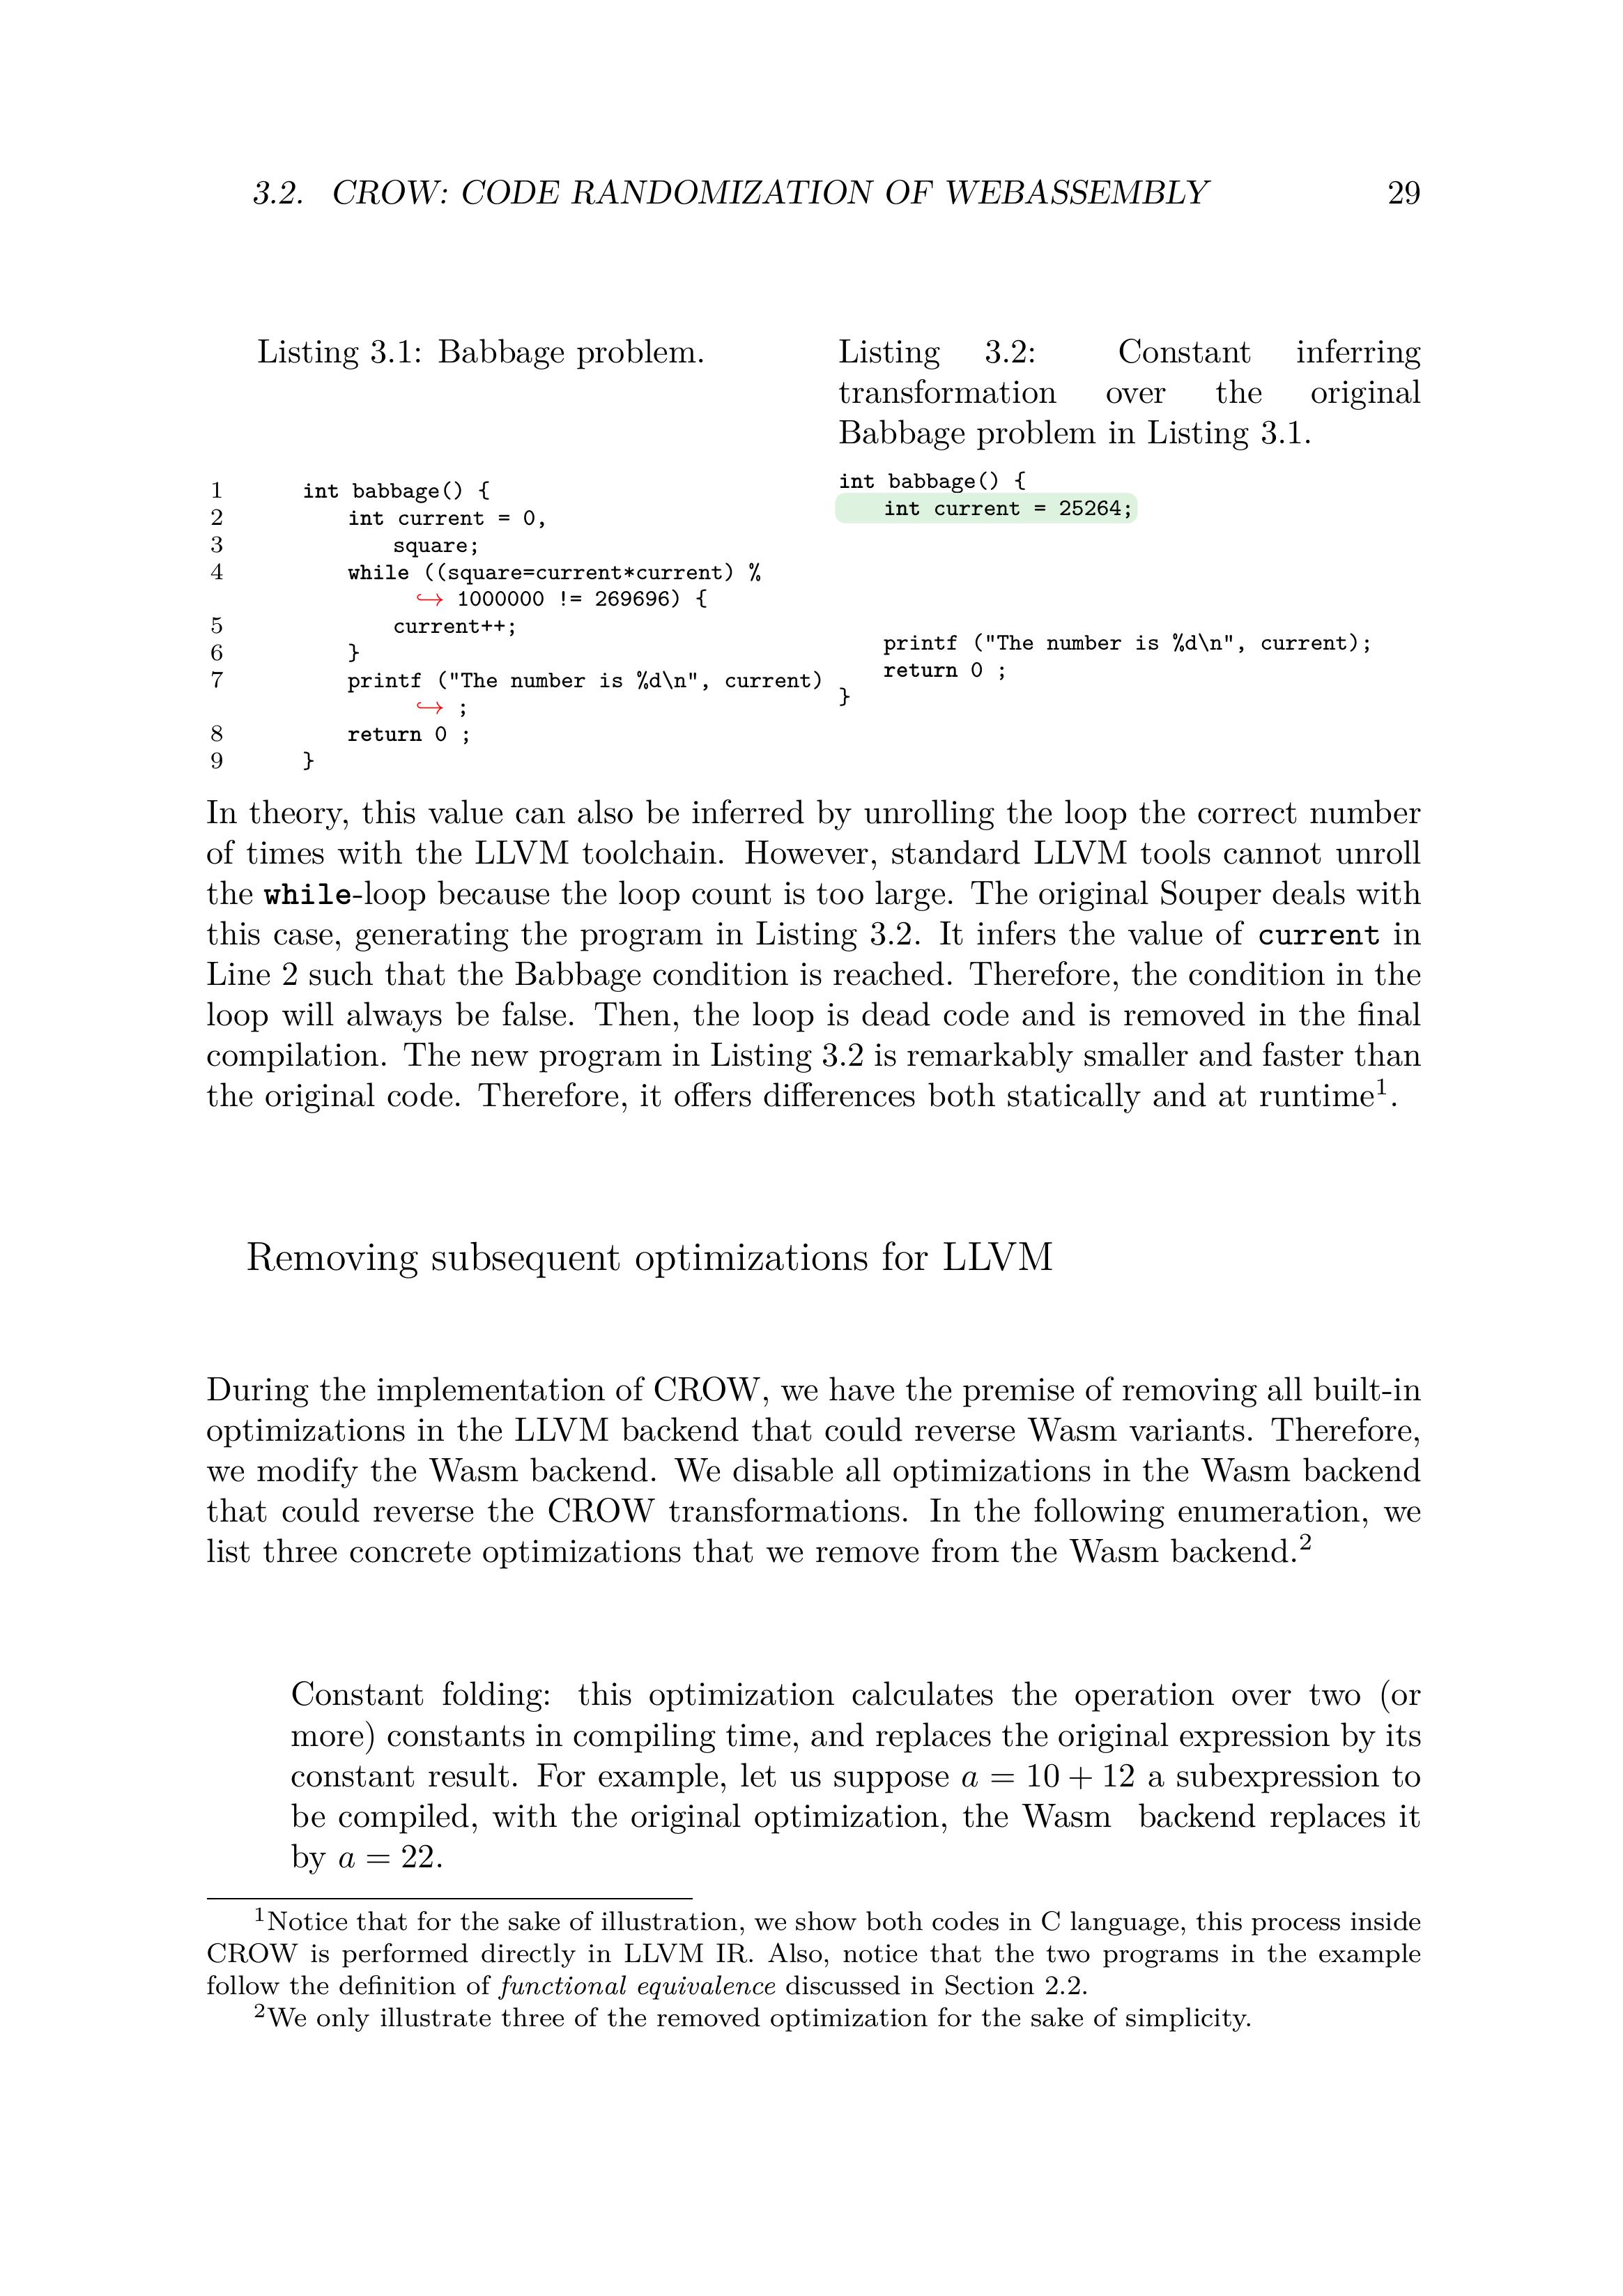 3.2. CROW: CODE RANDOMIZATION OF WEBASSEMBLY 29
Listing 3.1: Babbage problem.
1 int babbage() {
2 int current = 0,
3 square;
4 while ((square=current*current) %
↪ 1000000 != 269696) {
5 current++;
6 }
7 printf ("The number is %d\n", current)
↪ ;
8 return 0 ;
9 }
Listing 3.2: Constant inferring
transformation over the original
Babbage problem in Listing 3.1.
int babbage() {
int current = 25264;
printf ("The number is %d\n", current);
return 0 ;
}
In theory, this value can also be inferred by unrolling the loop the correct number
of times with the LLVM toolchain. However, standard LLVM tools cannot unroll
the while-loop because the loop count is too large. The original Souper deals with
this case, generating the program in Listing 3.2. It infers the value of current in
Line 2 such that the Babbage condition is reached. Therefore, the condition in the
loop will always be false. Then, the loop is dead code and is removed in the final
compilation. The new program in Listing 3.2 is remarkably smaller and faster than
the original code. Therefore, it offers differences both statically and at runtime¹.
Removing subsequent optimizations for LLVM
During the implementation of CROW, we have the premise of removing all built-in
optimizations in the LLVM backend that could reverse Wasm variants. Therefore,
we modify the Wasm backend. We disable all optimizations in the Wasm backend
that could reverse the CROW transformations. In the following enumeration, we
list three concrete optimizations that we remove from the Wasm backend.²
Constant folding: this optimization calculates the operation over two (or
more) constants in compiling time, and replaces the original expression by its
constant result. For example, let us suppose a = 10 + 12 a subexpression to
be compiled, with the original optimization, the Wasm backend replaces it
by a = 22.
¹Notice that for the sake of illustration, we show both codes in C language, this process inside
CROW is performed directly in LLVM IR. Also, notice that the two programs in the example
follow the definition of functional equivalence discussed in Section 2.2.
²We only illustrate three of the removed optimization for the sake of simplicity.